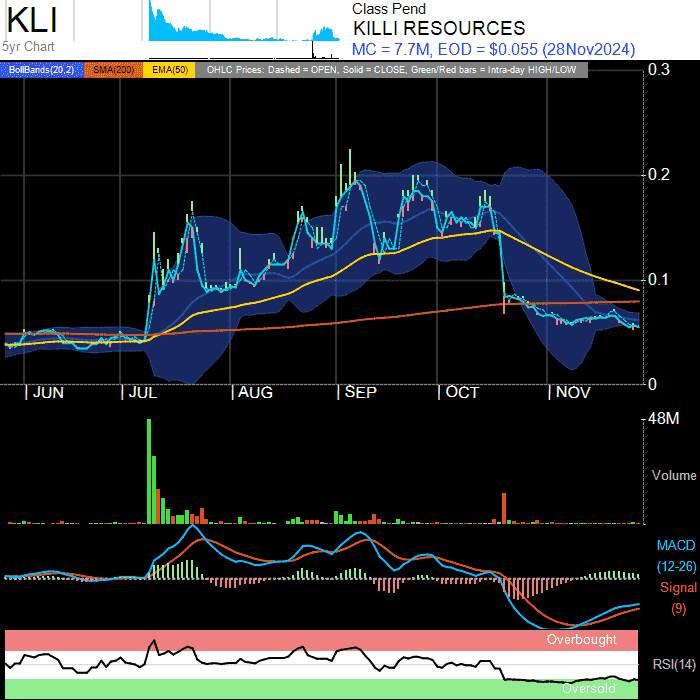 KLI
5yr Chart
Class Pend
KILLI RESOURCES
MC = 7.7M, EOD = $0.055 (28Nov2024)
BollBands(20,2) SMA(200) EMA(50) OHLC Prices: Dashed = OPEN, Solid = CLOSE, Green/Red bars = Intra-day HIGH/LOW
0.3
0.2
0.1
0
JUN JUL AUG SEP OCT NOV
48M
Volume
MACD
(12-26)
Signal
(9)
Overbought
RSI(14)
Oversold